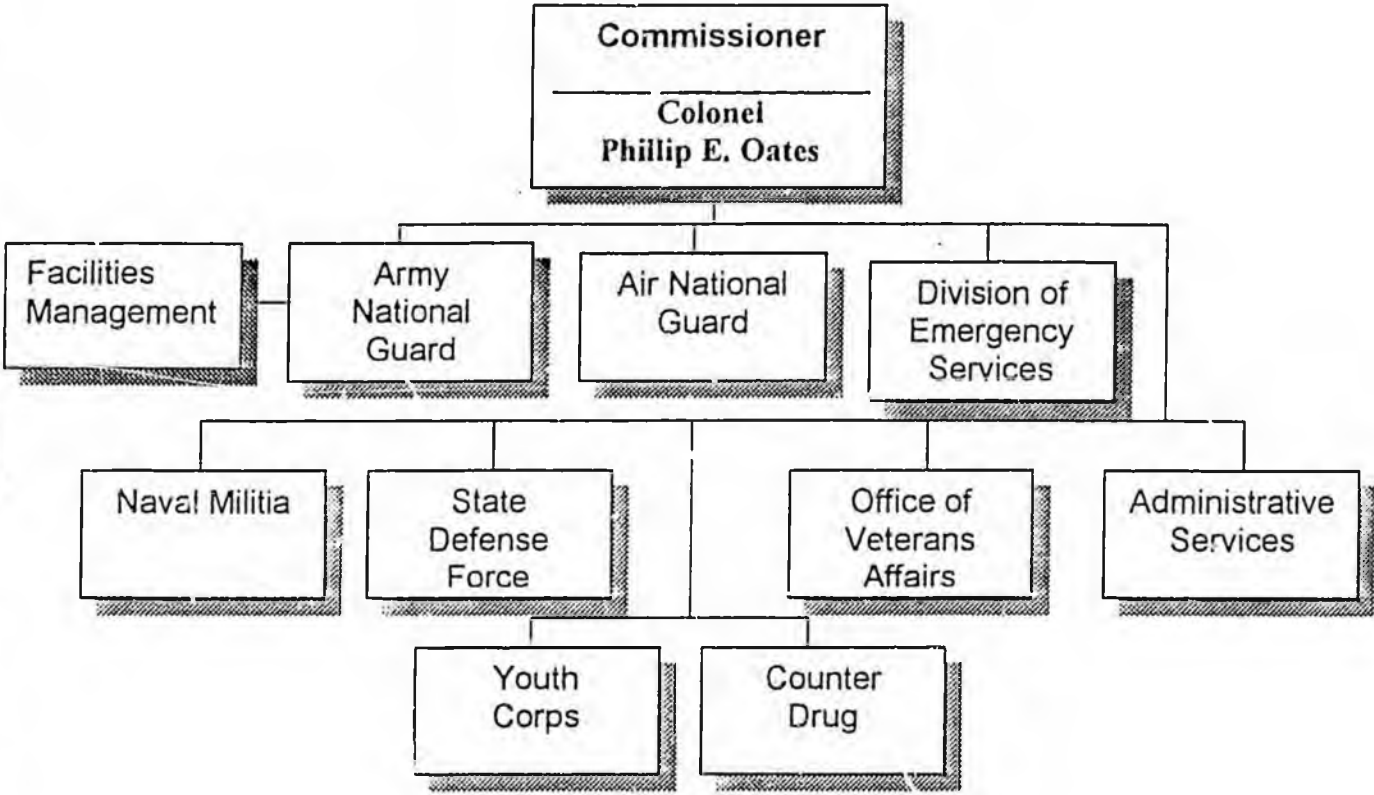 Commissioner
Colonel
Phillip E. Oates
Facilities
Management
Army
National
Guard
Air National
Guard
Division of
Emergency
Services
Naval Militia
State
Defense
Force
Office of
Veterans
Affairs
Administrative
Services
Youth
Corps
Counter
Drug